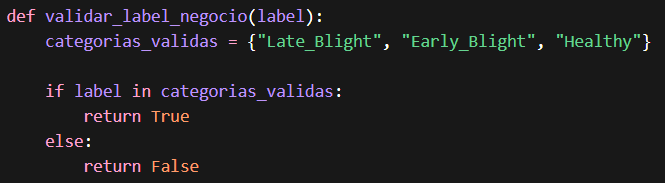 def validar_label_negocio(label):
    categorias_validas = {"Late_Blight", "Early_Blight", "Healthy"}

    if label in categorias_validas:
        return True
    else:
        return False